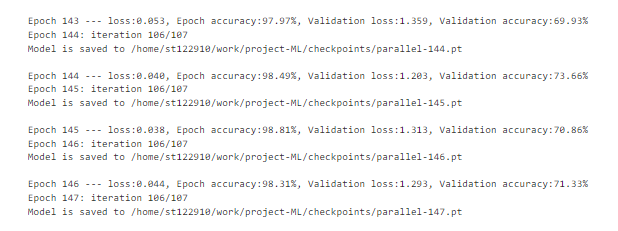 Epoch 143 --- loss:0.053, Epoch accuracy:97.97%, Validation loss:1.359, Validation accuracy:69.93%
Epoch 144: iteration 106/107
Model is saved to /home/st122910/work/project-ML/checkpoints/parallel-144.pt
Epoch 144 --- loss:0.040, Epoch accuracy:98.49%, Validation loss:1.203, Validation accuracy:73.66%
Epoch 145: iteration 106/107
Model is saved to /home/st122910/work/project-ML/checkpoints/parallel-145.pt
Epoch 145 --- loss:0.038, Epoch accuracy:98.81%, Validation loss:1.313, Validation accuracy:70.86%
Epoch 146: iteration 106/107
Model is saved to /home/st122910/work/project-ML/checkpoints/parallel-146.pt
Epoch 146 --- loss:0.044, Epoch accuracy:98.31%, Validation loss:1.293, Validation accuracy:71.33%
Epoch 147: iteration 106/107
Model is saved to /home/st122910/work/project-ML/checkpoints/parallel-147.pt